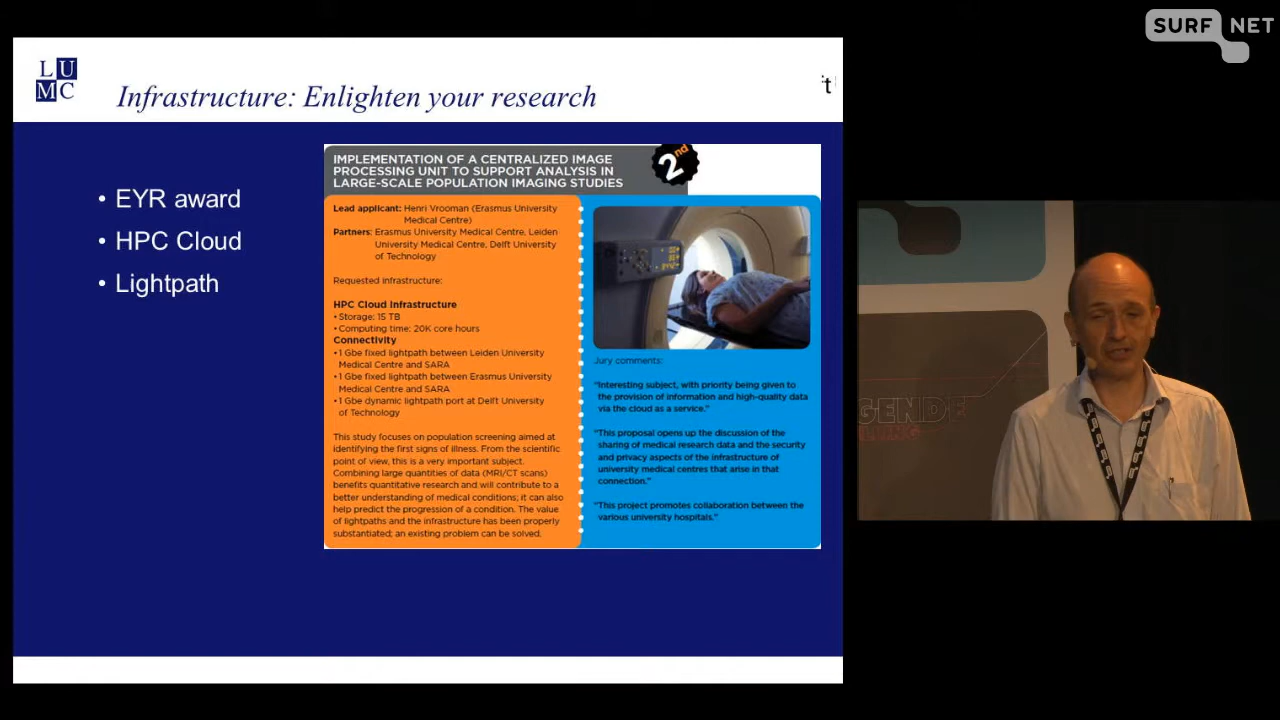 SURF NET
L U
M C
Infrastructure: Enlighten your research
• EYR award
• HPC Cloud
• Lightpath
IMPLEMENTATION OF A CENTRALIZED IMAGE
PROCESSING UNIT TO SUPPORT ANALYSIS IN
LARGE-SCALE POPULATION IMAGING STUDIES
2nd
Lead applicant: Henri Vrooman (Erasmus University
Medical Centre)
Partners: Erasmus University Medical Centre, Leiden
University Medical Centre, Delft University
of Technology
Requested infrastructure:
HPC Cloud Infrastructure
• Storage: 15 TB
• Computing time: 20K core hours
Connectivity
• 1 Gbe fixed lightpath between Leiden University
Medical Centre and SARA
• 1 Gbe fixed lightpath between Erasmus University
Medical Centre and SARA
• 1 Gbe dynamic lightpath port at Delft University
of Technology
This study focuses on population screening aimed at
identifying the first signs of illness. From the scientific
point of view, this is a very important subject.
Combining large quantities of data (MRI/CT scans)
benefits quantitative research and will contribute to a
better understanding of medical conditions; it can also
help predict the progression of a condition. The value
of lightpaths and the infrastructure has been properly
substantiated; an existing problem can be solved.
Jury comments:
"Interesting subject, with priority being given to
the provision of information and high-quality data
via the cloud as a service."
"This proposal opens up the discussion of the
sharing of medical research data and the security
and privacy aspects of the infrastructure of
university medical centres that arise in that
connection."
"This project promotes collaboration between the
various university hospitals."